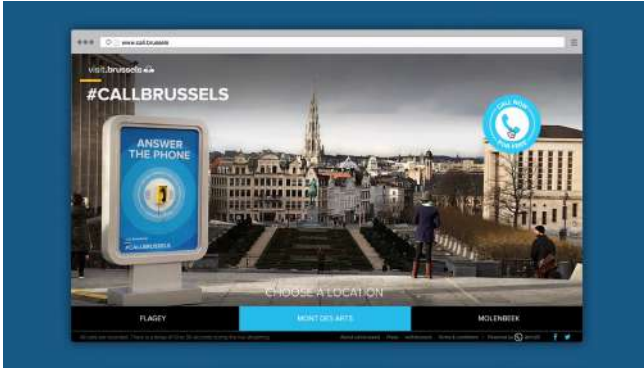 www.call.brussels
visit.brussels
#CALLBRUSSELS
CALL NOW
FOR FREE
ANSWER
THE PHONE
#CALLBRUSSELS
CHOOSE A LOCATION
FLAGEY
MONT DES ARTS
MOLENBEEK